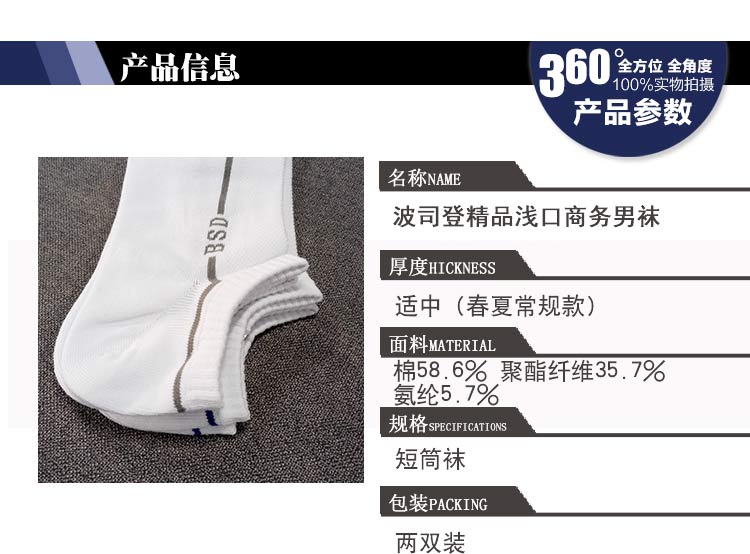 产品信息
360°全方位 全角度
100%实物拍摄
产品参数
BSD
名称NAME
波司登精品浅口商务男袜
厚度HICKNESS
适中（春夏常规款）
面料MATERIAL
棉58.6% 聚酯纤维35.7%
氨纶5.7%
规格SPECIFICATIONS
短筒袜
包装PACKING
两双装